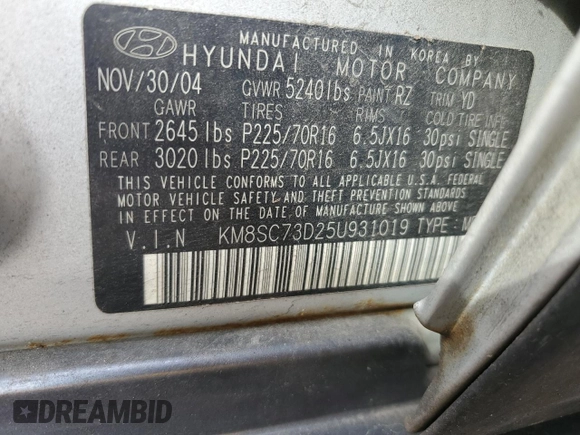 MANUFACTURED IN KOREA BY
HYUNDAI MOTOR COMPANY
NOV/30/04 GVWR 5240lbs PAINT RZ TRIM YD
GAWR TIRES RIMS COLD TIRE INF
FRONT 2645lbs P225/70R16 6.5JX16 30psi SINGLE
REAR 3020lbs P225/70R16 6.5JX16 30psi SINGLE
THIS VEHICLE CONFORMS TO ALL APPLICABLE U.S.A. FEDERAL
MOTOR VEHICLE SAFETY AND THEFT PREVENTION STANDARDS
IN EFFECT ON THE DATE OF MANUFACTURE SHOWN ABOVE.
V.I.N KM8SC73D25U931019 TYPE:
DREAMBID